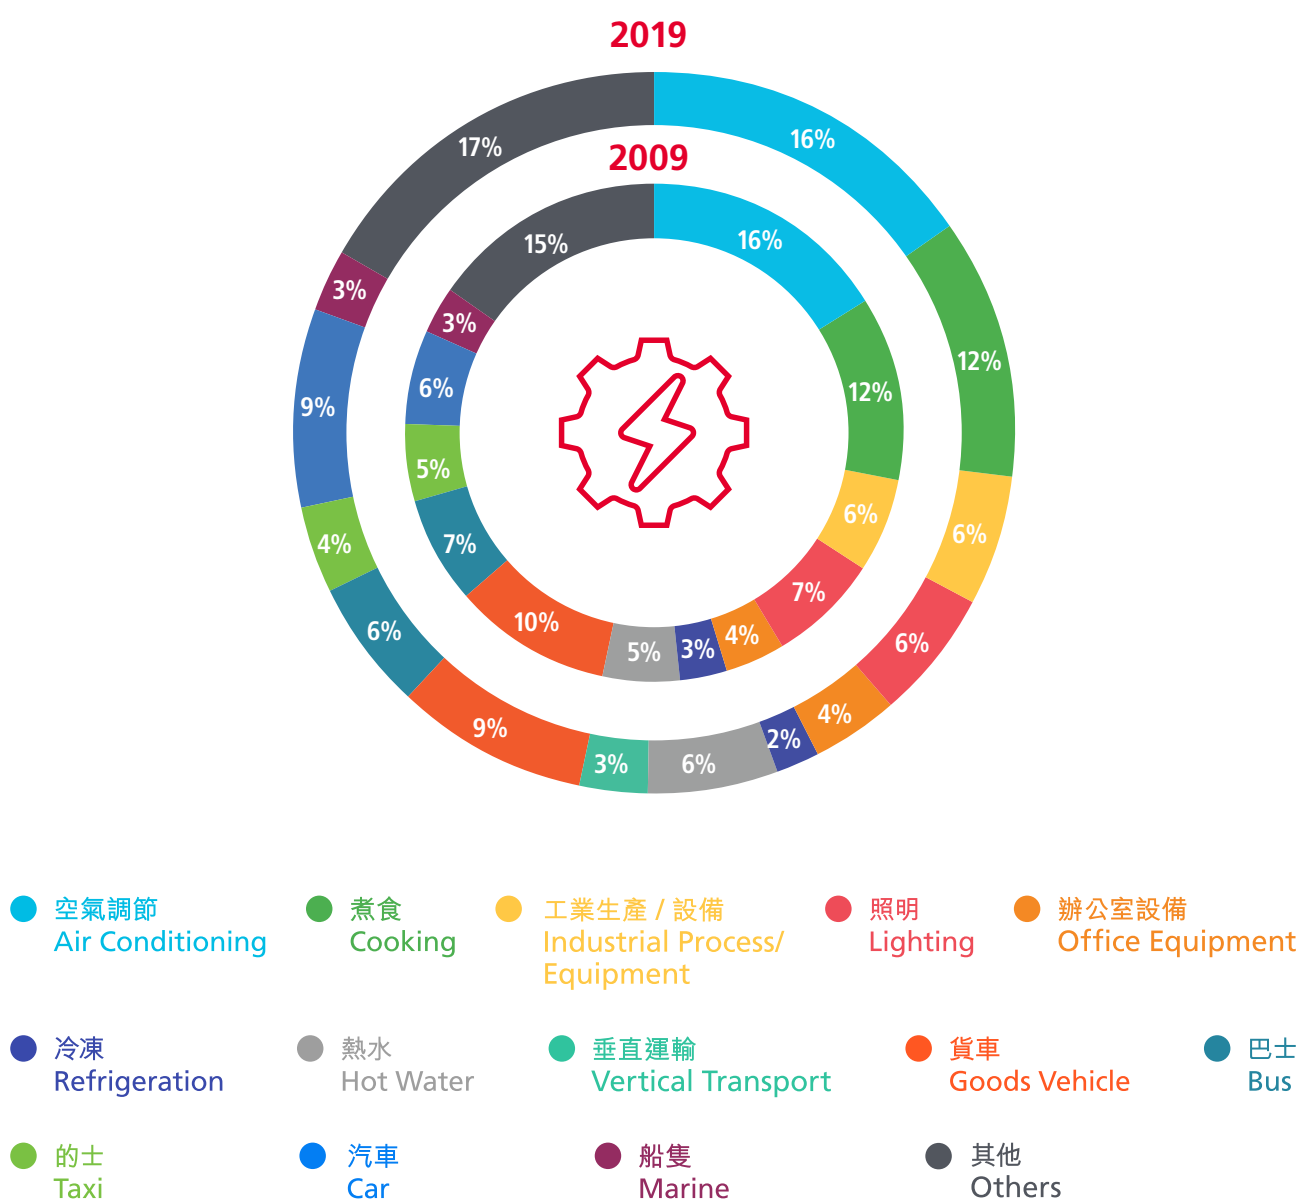 2019
16%
17%
2009
16%
15%
3%
3%
12%
6%
12%
9%
5%
6%
6%
4%
7%
7%
10%
5%
3%
4%
6%
6%
9%
3%
6%
2%
4%
空氣調節
Air Conditioning
煮食
Cooking
工業生產 / 設備
Industrial Process/
Equipment
照明
Lighting
辦公室設備
Office Equipment
冷凍
Refrigeration
熱水
Hot Water
垂直運輸
Vertical Transport
貨車
Goods Vehicle
巴士
Bus
的士
Taxi
汽車
Car
船隻
Marine
其他
Others